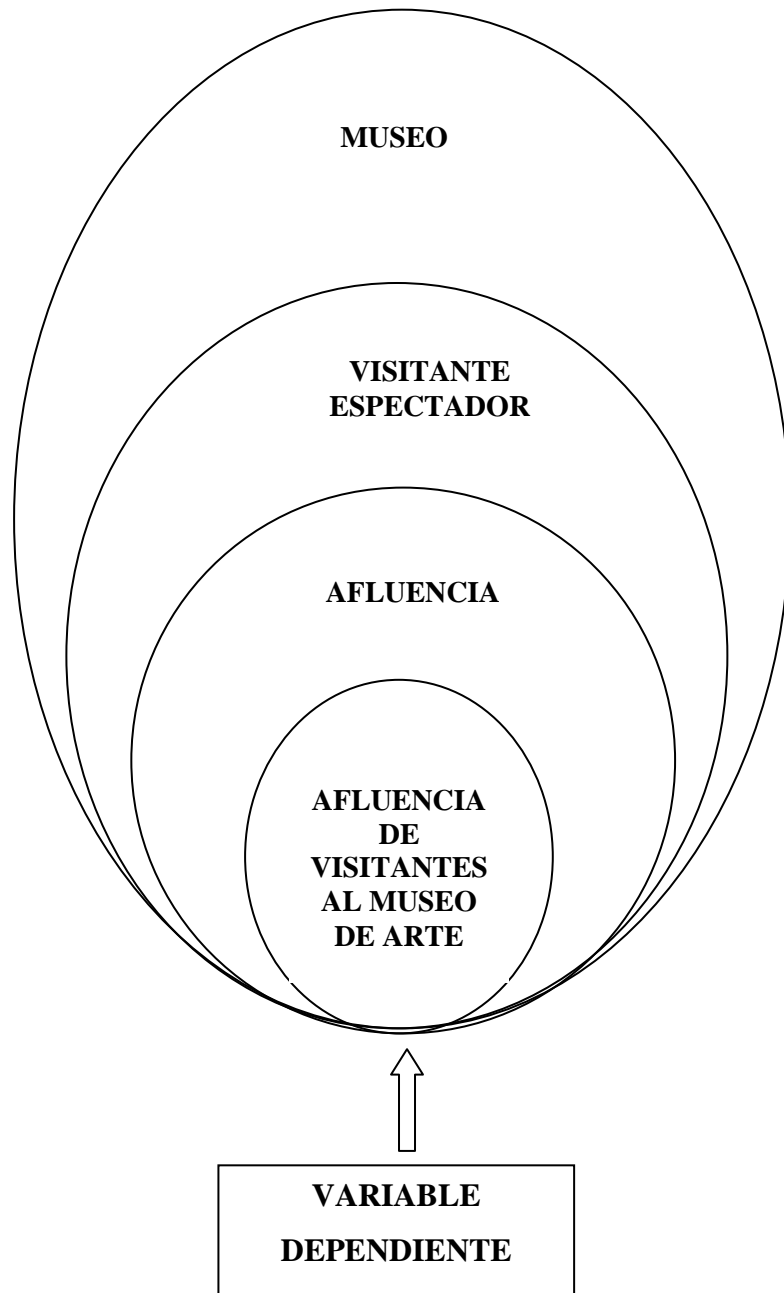 MUSEO
VISITANTE
ESPECTADOR
AFLUENCIA
AFLUENCIA
DE
VISITANTES
AL MUSEO
DE ARTE
VARIABLE
DEPENDIENTE